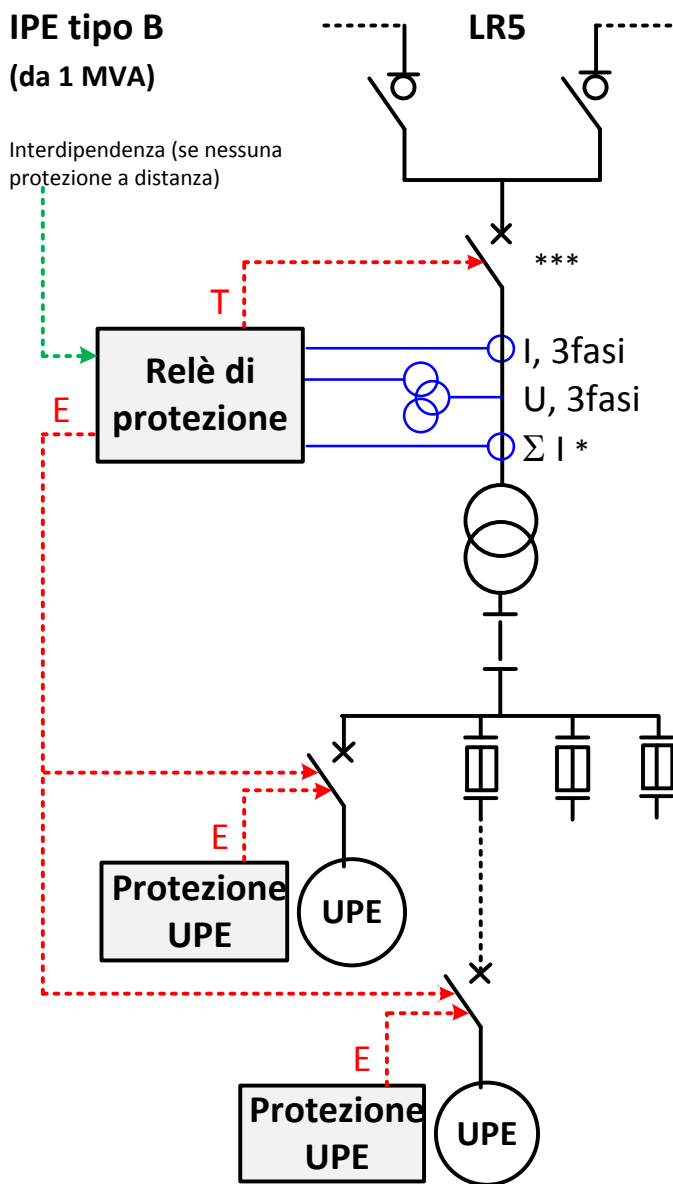 IPE tipo B
LR5
(da 1 MVA)
Interdipendenza (se nessuna
protezione a distanza)
***
T
I, 3fasi
Relè di
protezione
U, 3fasi
E
Σ I *
E
Protezione
UPE
UPE
E
Protezione
UPE
UPE